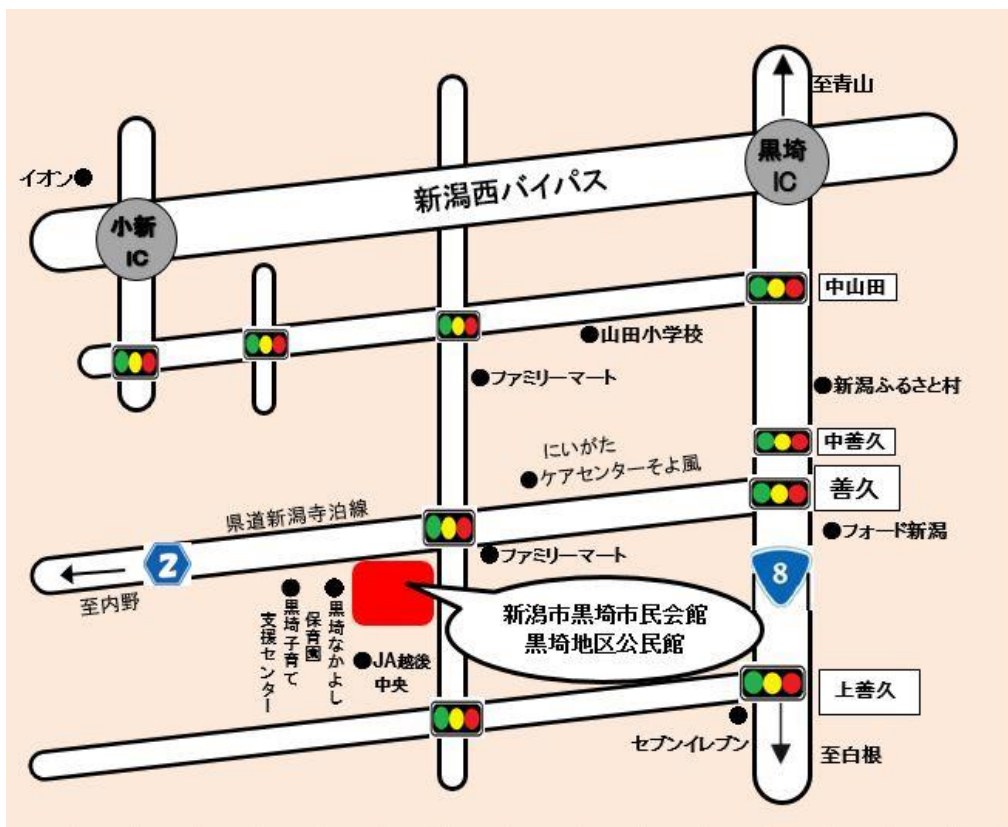 至青山
黒埼
IC
イオン
新潟西バイパス
小新
IC
中山田
山田小学校
ファミリーマート
新潟ふるさと村
中善久
にいがた
ケアセンターそよ風
善久
県道新潟寺泊線
フォード新潟
2
ファミリーマート
8
至内野
新潟市黒埼市民会館
黒埼地区公民館
黒埼なかよし
保育園
黒埼子育て
支援センター
JA越後
中央
上善久
セブンイレブン
至白根